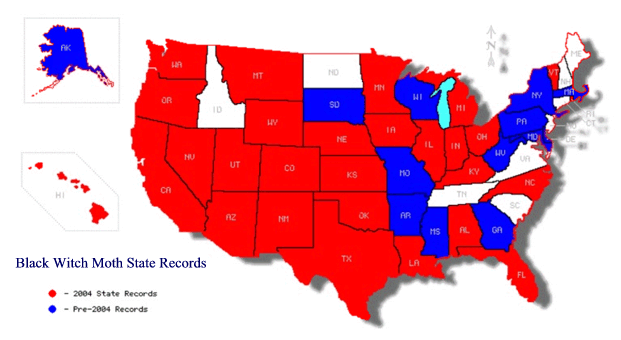 AK
HI
WA
OR
CA
NV
ID
MT
WY
UT
AZ
CO
NM
ND
SD
NE
KS
OK
TX
MN
IA
MO
AR
LA
WI
IL
MI
IN
OH
KY
TN
MS
AL
GA
FL
SC
NC
VA
WV
MD
DE
PA
NY
VT
NH
ME
MA
CT
N
Black Witch Moth State Records
- 2004 State Records
- Pre-2004 Records